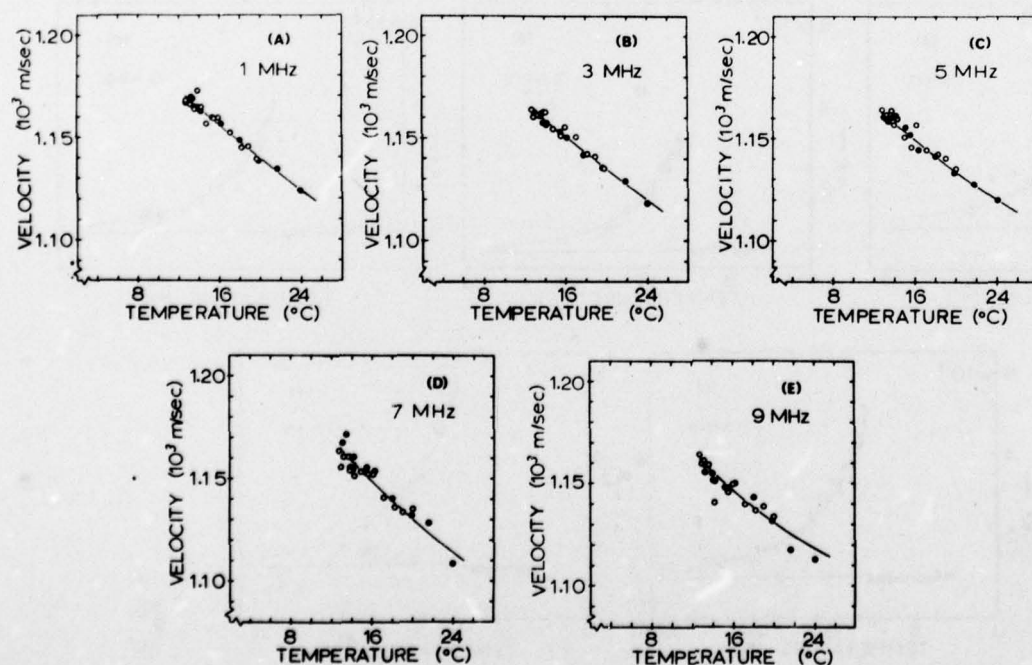 (A)
1 MHz
1.20
1.15
1.10
VELOCITY (10³ m/sec)
8 16 24
TEMPERATURE (°C)
(B)
3 MHz
1.20
1.15
1.10
VELOCITY (10³ m/sec)
8 16 24
TEMPERATURE (°C)
(C)
5 MHz
1.20
1.15
1.10
VELOCITY (10³ m/sec)
8 16 24
TEMPERATURE (°C)
(D)
7 MHz
1.20
1.15
1.10
VELOCITY (10³ m/sec)
8 16 24
TEMPERATURE (°C)
(E)
9 MHz
1.20
1.15
1.10
VELOCITY (10³ m/sec)
8 16 24
TEMPERATURE (°C)